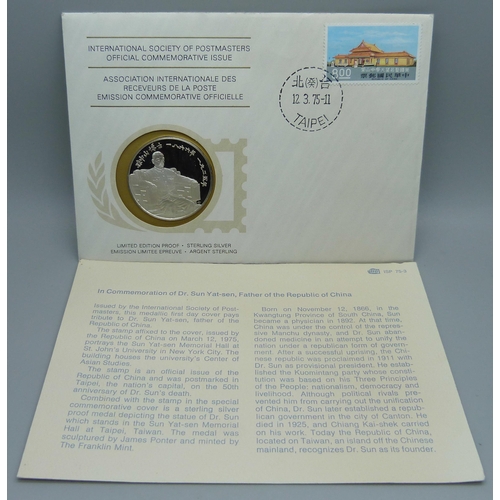 INTERNATIONAL SOCIETY OF POSTMASTERS
OFFICIAL COMMEMORATIVE ISSUE
ASSOCIATION INTERNATIONALE DES
RECEVEURS DE LA POSTE
EMISSION COMMEMORATIVE OFFICIELLE
北(臺)台
12.3.75-11
TAIPEI
8.00
票郵國民華中
LIMITED EDITION PROOF • STERLING SILVER
EMISSION LIMITEE EPREUVE • ARGENT STERLING
In Commemoration of Dr. Sun Yat-sen, Father of the Republic of China
Issued by the International Society of Post-
masters, this medallic first day cover pays
tribute to Dr. Sun Yat-sen, Father of the
Republic of China.
The stamp affixed to the cover, issued by
the Republic of China on March 12, 1975,
portrays the Sun Yat-sen Memorial Hall at
St. John's University in New York City. The
building houses the university's Center of
Asian Studies.
The stamp is an official issue of the
Republic of China and was postmarked in
Taipei, the nation's capital, on the 50th
anniversary of Dr. Sun's death.
Combined with the stamp in the special
commemorative cover is a sterling silver
proof medal depicting the statue of Dr. Sun
which stands in the Sun Yat-sen Memorial
Hall at Taipei, Taiwan. The medal was
sculptured by James Ponter and minted by
The Franklin Mint.
Born on November 12, 1866, in the
Kwangtung Province of South China, Sun
became a physician in 1892. At that time,
China was under the control of the repres-
sive Manchu dynasty, and Dr. Sun aban-
doned medicine in an attempt to unify the
nation under a republican form of govern-
ment. After a successful uprising, the Chi-
nese republic was proclaimed in 1911 with
Dr. Sun as provisional president. He estab-
lished the Kuomintang party whose consti-
tution was based on his Three Principles
of the People: nationalism, democracy and
livelihood. Although political rivals pre-
vented him from carrying out the unification
of China, Dr. Sun later established a repub-
lican government in the city of Canton. He
died in 1925, and Chiang Kai-shek carried
on his work. Today the Republic of China,
located on Taiwan, an island off the Chinese
mainland, recognizes Dr. Sun as its founder.